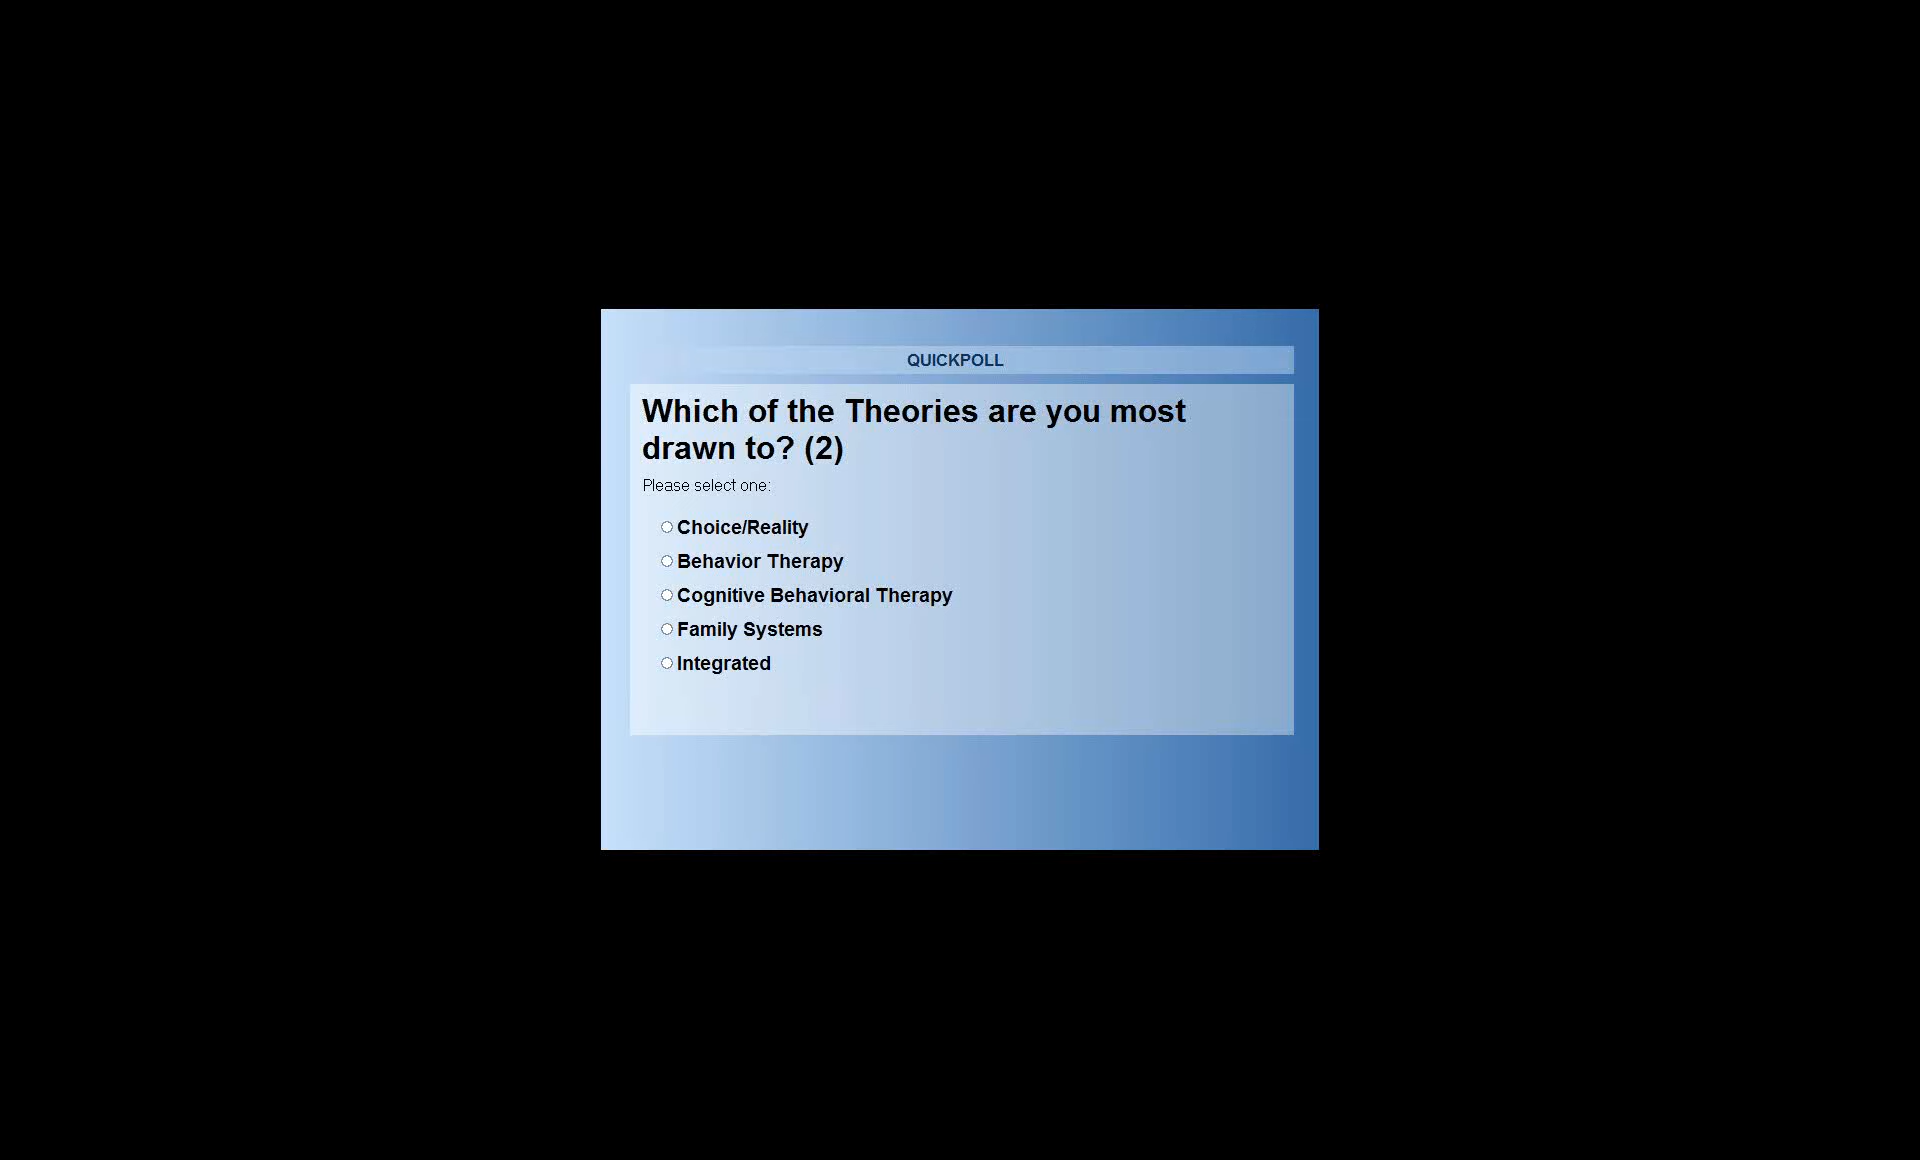 QUICKPOLL
Which of the Theories are you most
drawn to? (2)
Please select one:
Choice/Reality
Behavior Therapy
Cognitive Behavioral Therapy
Family Systems
Integrated